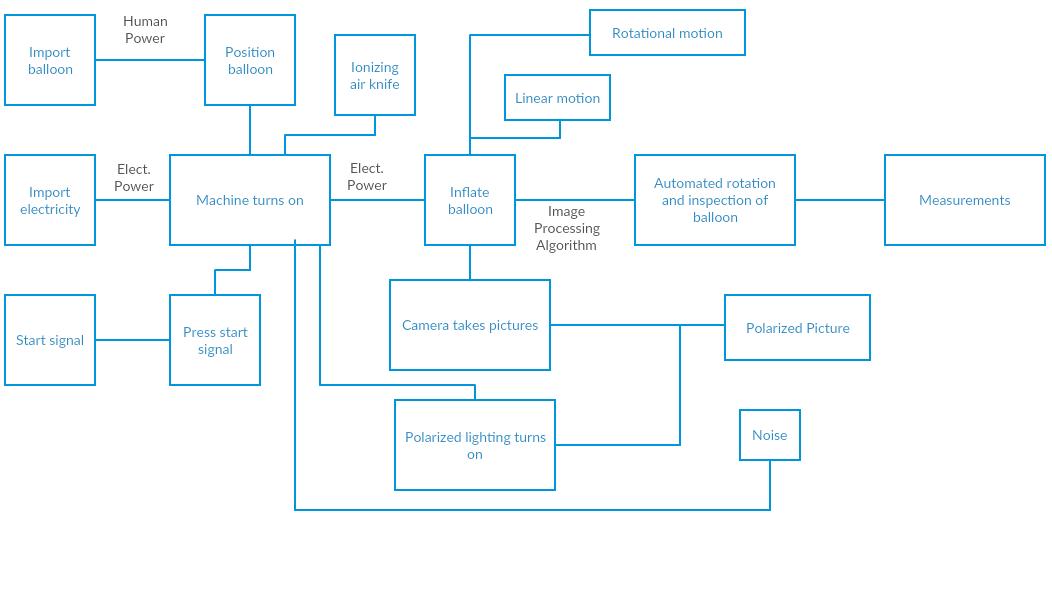 Import
balloon
Human
Power
Position
balloon
Ionizing
air knife
Rotational motion
Linear motion
Import
electricity
Elect.
Power
Machine turns on
Elect.
Power
Inflate
balloon
Image
Processing
Algorithm
Automated rotation
and inspection of
balloon
Measurements
Start signal
Press start
signal
Camera takes pictures
Polarized Picture
Polarized lighting turns
on
Noise